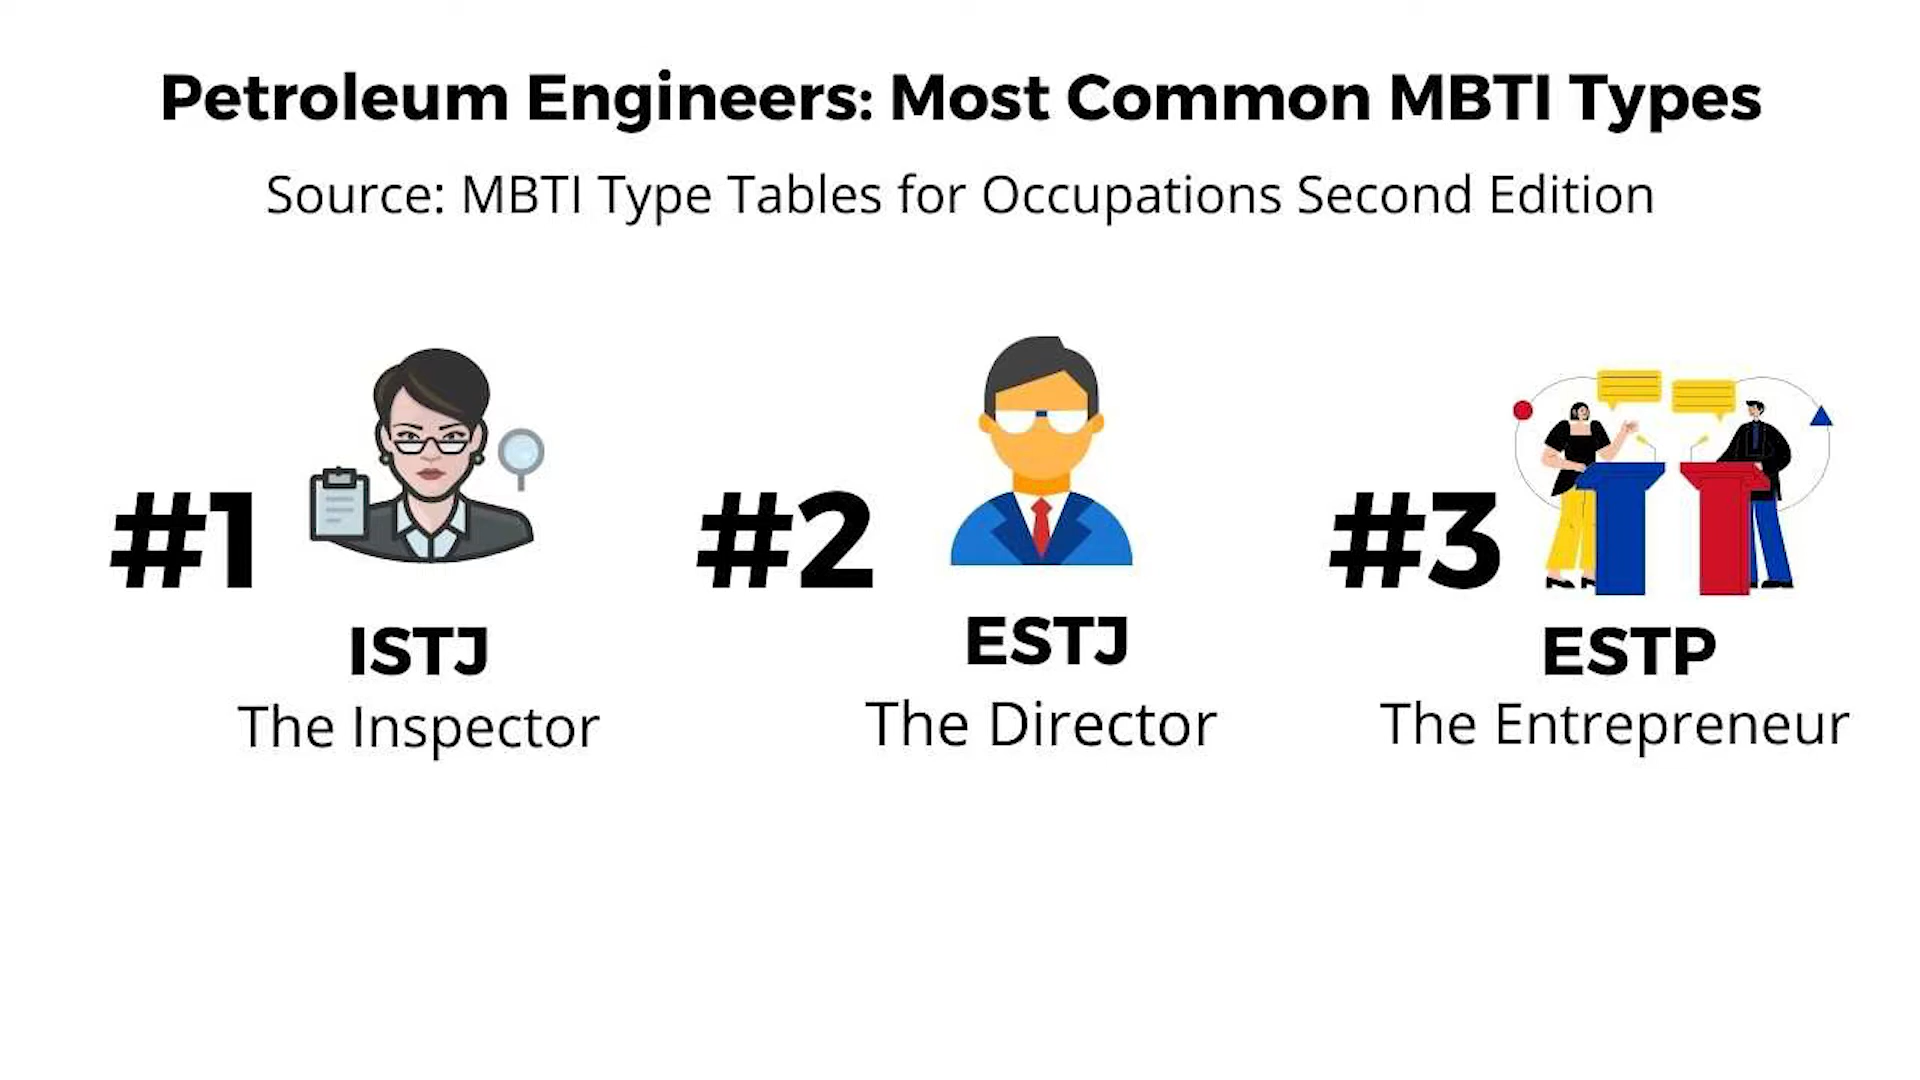 Petroleum Engineers: Most Common MBTI Types
Source: MBTI Type Tables for Occupations Second Edition
#1
ISTJ
The Inspector
#2
ESTJ
The Director
#3
ESTP
The Entrepreneur